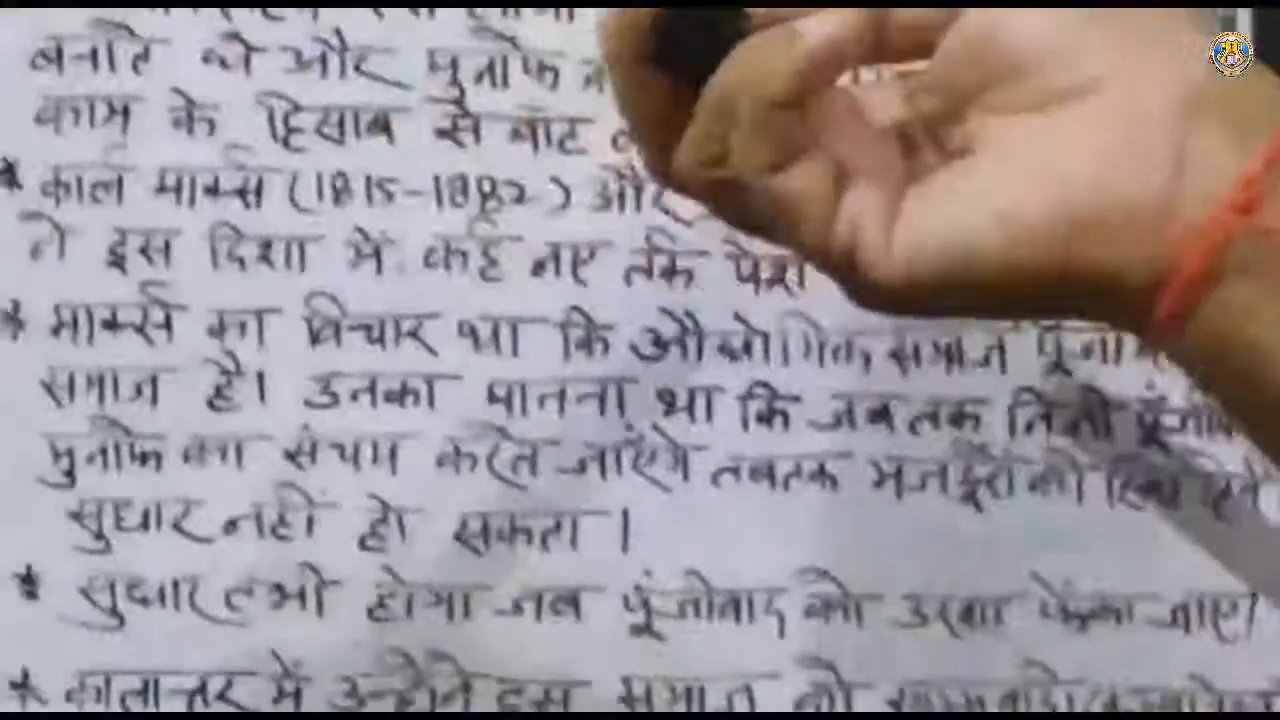 बनाते थे और मुनाफे
काम के हिसाब से बांट
* कार्ल मार्क्स (1815-1882) और
ने इस दिशा में कई नए तर्क पेश
* मार्क्स का विचार था कि औद्योगिक समाज
समाज है। उनका मानना था कि जबतक निजी
मुनाफे का संचय करते जाएंगे तबतक मजदूरों की
सुधार नहीं हो सकता।
* सुधार तभी होगा जब पूंजीवाद को उखाड़ फेंका जाए।
* कालान्तर में उन्होंने इस समाज को